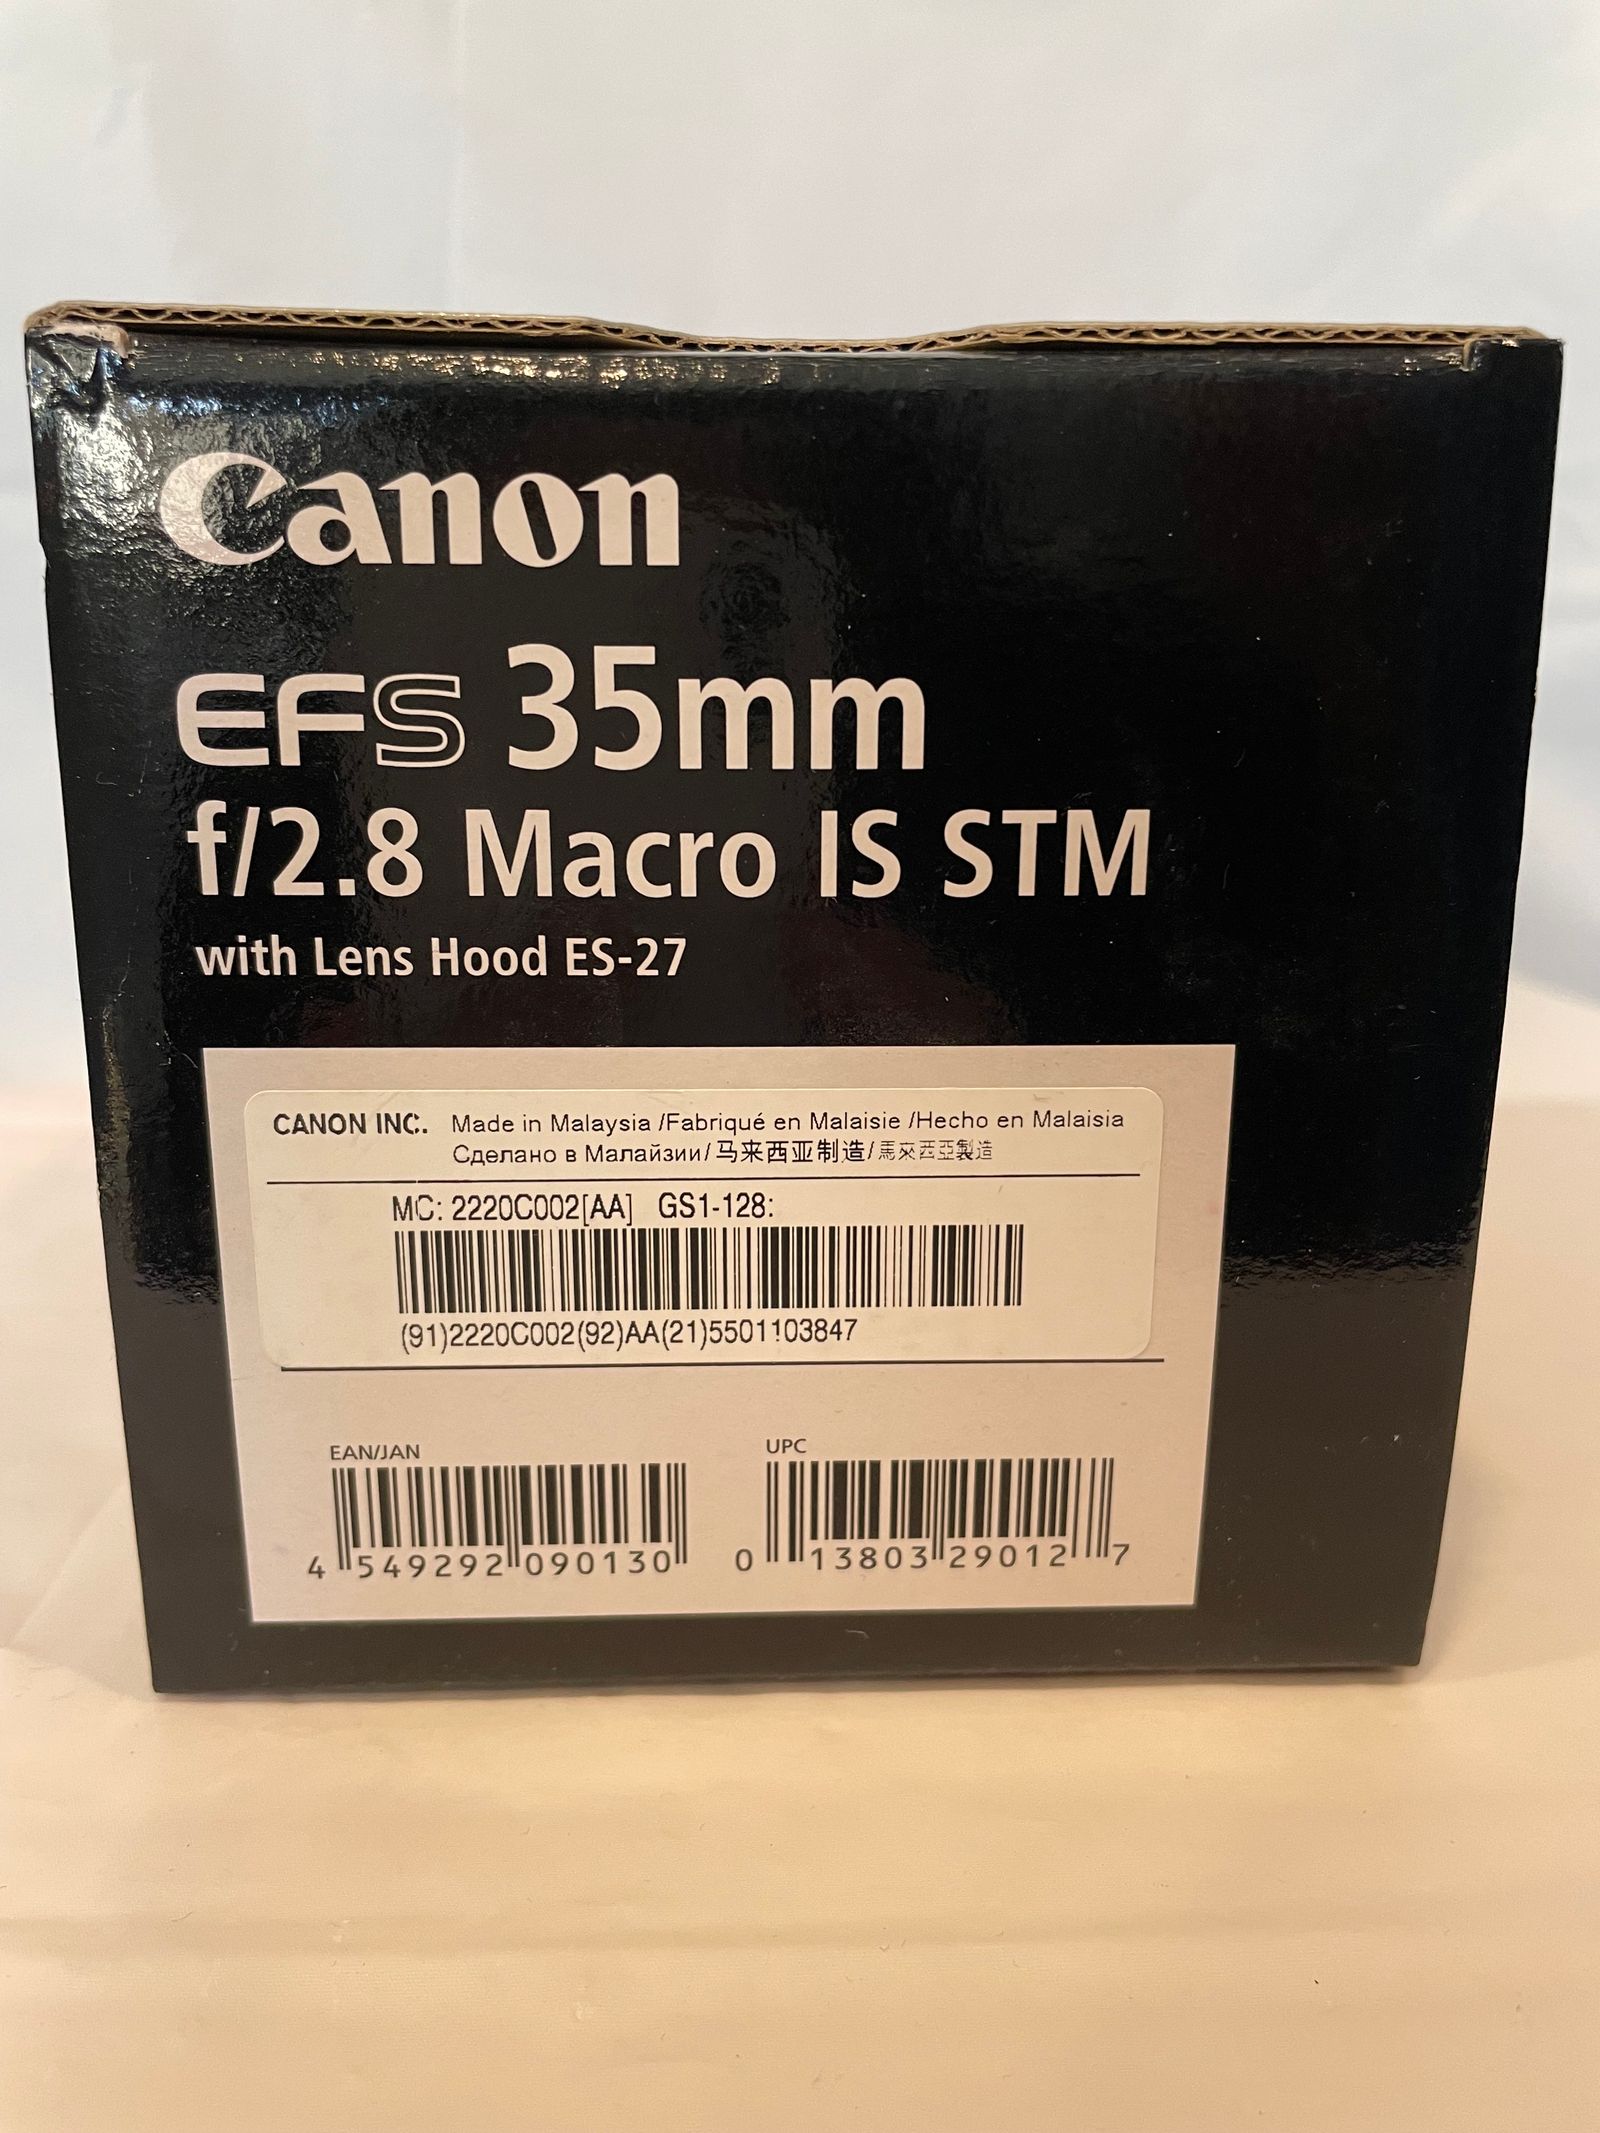 Canon
EFS 35mm
f/2.8 Macro IS STM
with Lens Hood ES-27
CANON INC. Made in Malaysia /Fabriqué en Malaisie /Hecho en Malaisia
Сделано в Малайзии/马来西亚制造/馬來西亞製造
MC: 2220C002[AA] GS1-128:
(91)2220C002(92)AA(21)5501103847
EAN/JAN UPC
4 549292 090130 0 13803 29012 7